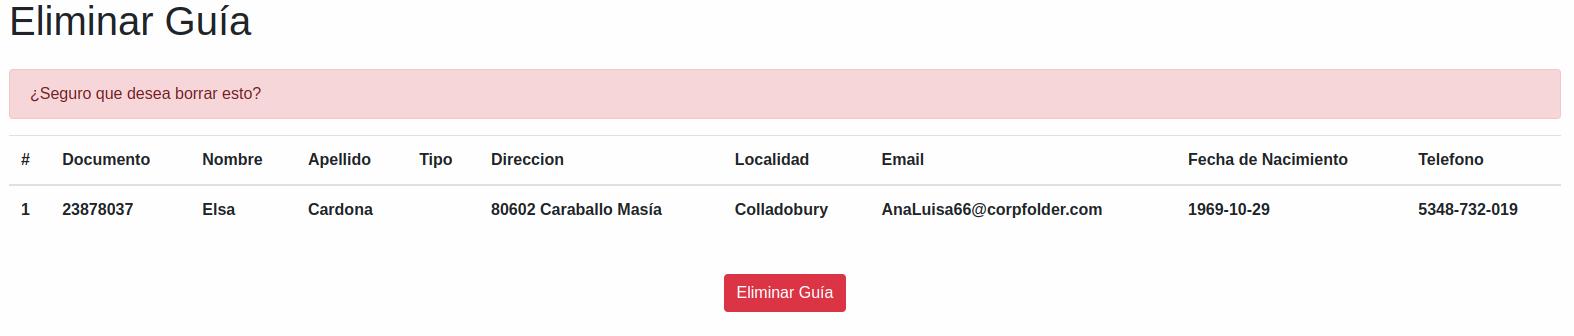 Eliminar Guía
¿Seguro que desea borrar esto?
# Documento Nombre Apellido Tipo Direccion Localidad Email Fecha de Nacimiento Telefono
1 23878037 Elsa Cardona 80602 Caraballo Masía Colladobury AnaLuisa66@corpfolder.com 1969-10-29 5348-732-019
Eliminar Guía